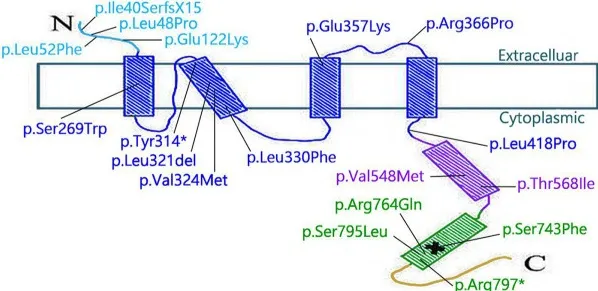 p.Ile40SerfsX15
N
p.Leu48Pro
p.Glu122Lys
p.Leu52Phe
p.Glu357Lys
p.Arg366Pro
Extracelluar
Cytoplasmic
p.Ser269Trp
p.Tyr314*
p.Leu321del
p.Val324Met
p.Leu330Phe
p.Leu418Pro
p.Val548Met
p.Thr568Ile
p.Arg764Gln
p.Ser795Leu
p.Ser743Phe
C
p.Arg797*